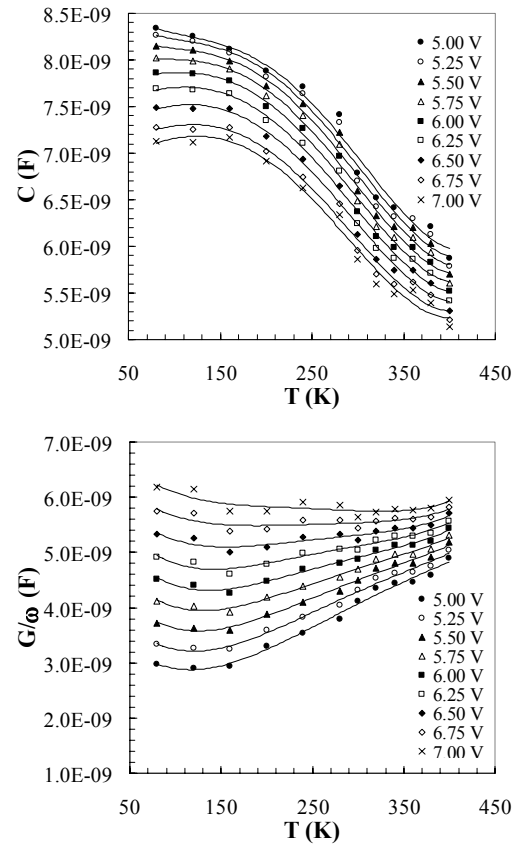 8.5E-09
8.0E-09
7.5E-09
7.0E-09
6.5E-09
6.0E-09
5.5E-09
5.0E-09
C (F)
5.00 V
5.25 V
5.50 V
5.75 V
6.00 V
6.25 V
6.50 V
6.75 V
7.00 V
50 150 250 350 450
T (K)
7.0E-09
6.0E-09
5.0E-09
4.0E-09
3.0E-09
2.0E-09
1.0E-09
G/ω (F)
5.00 V
5.25 V
5.50 V
5.75 V
6.00 V
6.25 V
6.50 V
6.75 V
7.00 V
50 150 250 350 450
T (K)